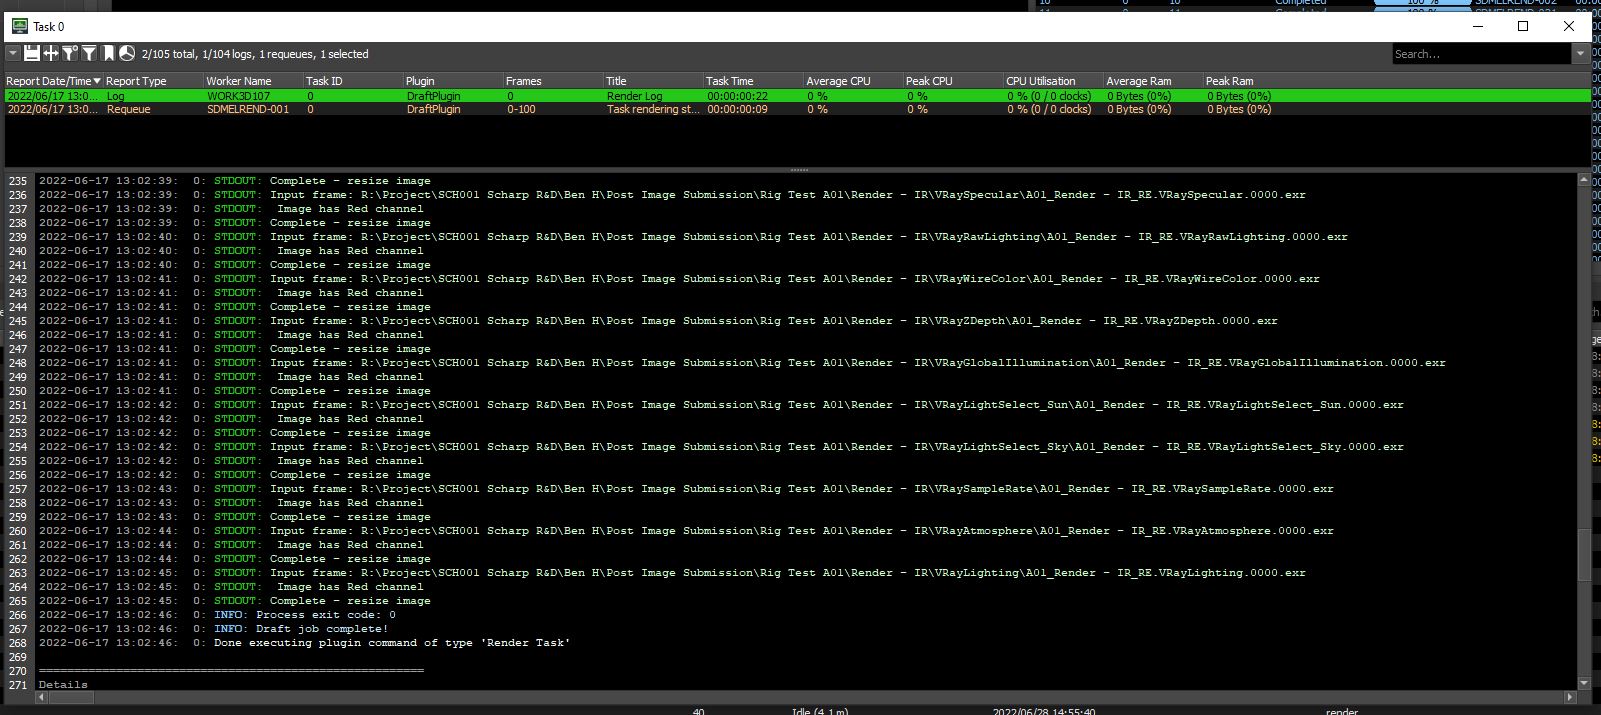 10 0 10 Completed 100 % SDMELREND-002 00:00
Task 0
2/105 total, 1/104 logs, 1 requeues, 1 selected
Search...
Report Date/Time Report Type Worker Name Task ID Plugin Frames Title Task Time Average CPU Peak CPU CPU Utilisation Average Ram Peak Ram
2022/06/17 13:0... Log WORK3D107 0 DraftPlugin 0 Render Log 00:00:00:22 0 % 0 % 0 % (0 / 0 clocks) 0 Bytes (0%) 0 Bytes (0%)
2022/06/17 13:0... Requeue SDMELREND-001 0 DraftPlugin 0-100 Task rendering st... 00:00:00:09 0 % 0 % 0 % (0 / 0 clocks) 0 Bytes (0%) 0 Bytes (0%)
235 2022-06-17 13:02:39: 0: STDOUT: Complete - resize image
236 2022-06-17 13:02:39: 0: STDOUT: Input frame: R:\Project\SCH001 Scharp R&D\Ben H\Post Image Submission\Rig Test A01\Render - IR\VRaySpecular\A01_Render - IR_RE.VRaySpecular.0000.exr
237 2022-06-17 13:02:39: 0: STDOUT: Image has Red channel
238 2022-06-17 13:02:39: 0: STDOUT: Complete - resize image
239 2022-06-17 13:02:40: 0: STDOUT: Input frame: R:\Project\SCH001 Scharp R&D\Ben H\Post Image Submission\Rig Test A01\Render - IR\VRayRawLighting\A01_Render - IR_RE.VRayRawLighting.0000.exr
240 2022-06-17 13:02:40: 0: STDOUT: Image has Red channel
241 2022-06-17 13:02:40: 0: STDOUT: Complete - resize image
242 2022-06-17 13:02:41: 0: STDOUT: Input frame: R:\Project\SCH001 Scharp R&D\Ben H\Post Image Submission\Rig Test A01\Render - IR\VRayWireColor\A01_Render - IR_RE.VRayWireColor.0000.exr
243 2022-06-17 13:02:41: 0: STDOUT: Image has Red channel
244 2022-06-17 13:02:41: 0: STDOUT: Complete - resize image
245 2022-06-17 13:02:41: 0: STDOUT: Input frame: R:\Project\SCH001 Scharp R&D\Ben H\Post Image Submission\Rig Test A01\Render - IR\VRayZDepth\A01_Render - IR_RE.VRayZDepth.0000.exr
246 2022-06-17 13:02:41: 0: STDOUT: Image has Red channel
247 2022-06-17 13:02:41: 0: STDOUT: Complete - resize image
248 2022-06-17 13:02:41: 0: STDOUT: Input frame: R:\Project\SCH001 Scharp R&D\Ben H\Post Image Submission\Rig Test A01\Render - IR\VRayGlobalIllumination\A01_Render - IR_RE.VRayGlobalIllumination.0000.exr
249 2022-06-17 13:02:41: 0: STDOUT: Image has Red channel
250 2022-06-17 13:02:41: 0: STDOUT: Complete - resize image
251 2022-06-17 13:02:42: 0: STDOUT: Input frame: R:\Project\SCH001 Scharp R&D\Ben H\Post Image Submission\Rig Test A01\Render - IR\VRayLightSelect_Sun\A01_Render - IR_RE.VRayLightSelect_Sun.0000.exr
252 2022-06-17 13:02:42: 0: STDOUT: Image has Red channel
253 2022-06-17 13:02:42: 0: STDOUT: Complete - resize image
254 2022-06-17 13:02:42: 0: STDOUT: Input frame: R:\Project\SCH001 Scharp R&D\Ben H\Post Image Submission\Rig Test A01\Render - IR\VRayLightSelect_Sky\A01_Render - IR_RE.VRayLightSelect_Sky.0000.exr
255 2022-06-17 13:02:42: 0: STDOUT: Image has Red channel
256 2022-06-17 13:02:42: 0: STDOUT: Complete - resize image
257 2022-06-17 13:02:43: 0: STDOUT: Input frame: R:\Project\SCH001 Scharp R&D\Ben H\Post Image Submission\Rig Test A01\Render - IR\VRaySampleRate\A01_Render - IR_RE.VRaySampleRate.0000.exr
258 2022-06-17 13:02:43: 0: STDOUT: Image has Red channel
259 2022-06-17 13:02:43: 0: STDOUT: Complete - resize image
260 2022-06-17 13:02:44: 0: STDOUT: Input frame: R:\Project\SCH001 Scharp R&D\Ben H\Post Image Submission\Rig Test A01\Render - IR\VRayAtmosphere\A01_Render - IR_RE.VRayAtmosphere.0000.exr
261 2022-06-17 13:02:44: 0: STDOUT: Image has Red channel
262 2022-06-17 13:02:44: 0: STDOUT: Complete - resize image
263 2022-06-17 13:02:45: 0: STDOUT: Input frame: R:\Project\SCH001 Scharp R&D\Ben H\Post Image Submission\Rig Test A01\Render - IR\VRayLighting\A01_Render - IR_RE.VRayLighting.0000.exr
264 2022-06-17 13:02:45: 0: STDOUT: Image has Red channel
265 2022-06-17 13:02:45: 0: STDOUT: Complete - resize image
266 2022-06-17 13:02:46: 0: INFO: Process exit code: 0
267 2022-06-17 13:02:46: 0: INFO: Draft job complete!
268 2022-06-17 13:02:46: 0: Done executing plugin command of type 'Render Task'
269
270 =======================================================
271 Details
40 Idle (4.1 m) 2022/06/28 14:55:40 render